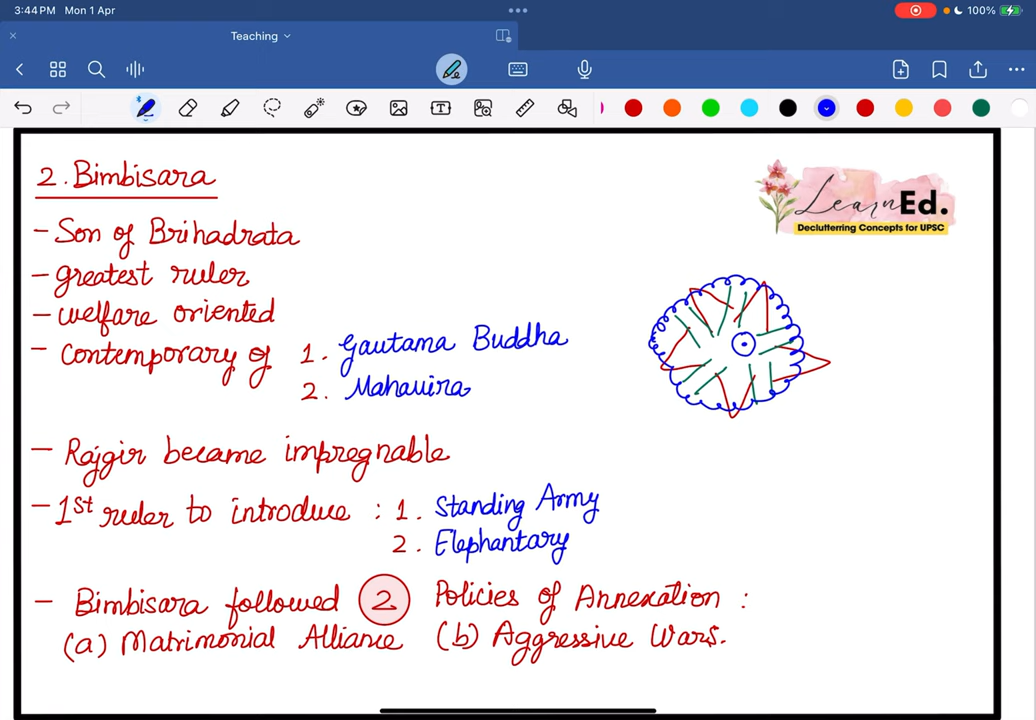 3:44 PM Mon 1 Apr
100%
Teaching
2. Bimbisara
LearnEd.
Decluttering Concepts for UPSC
- Son of Brihadrata
- greatest ruler
- welfare oriented
- Contemporary of 1. Gautama Buddha
2. Mahavira
- Rajgir became impregnable
- 1st ruler to introduce : 1. Standing Army
2. Elephantary
- Bimbisara followed 2 Policies of Annexation :
(a) Matrimonial Alliance (b) Aggressive Wars.